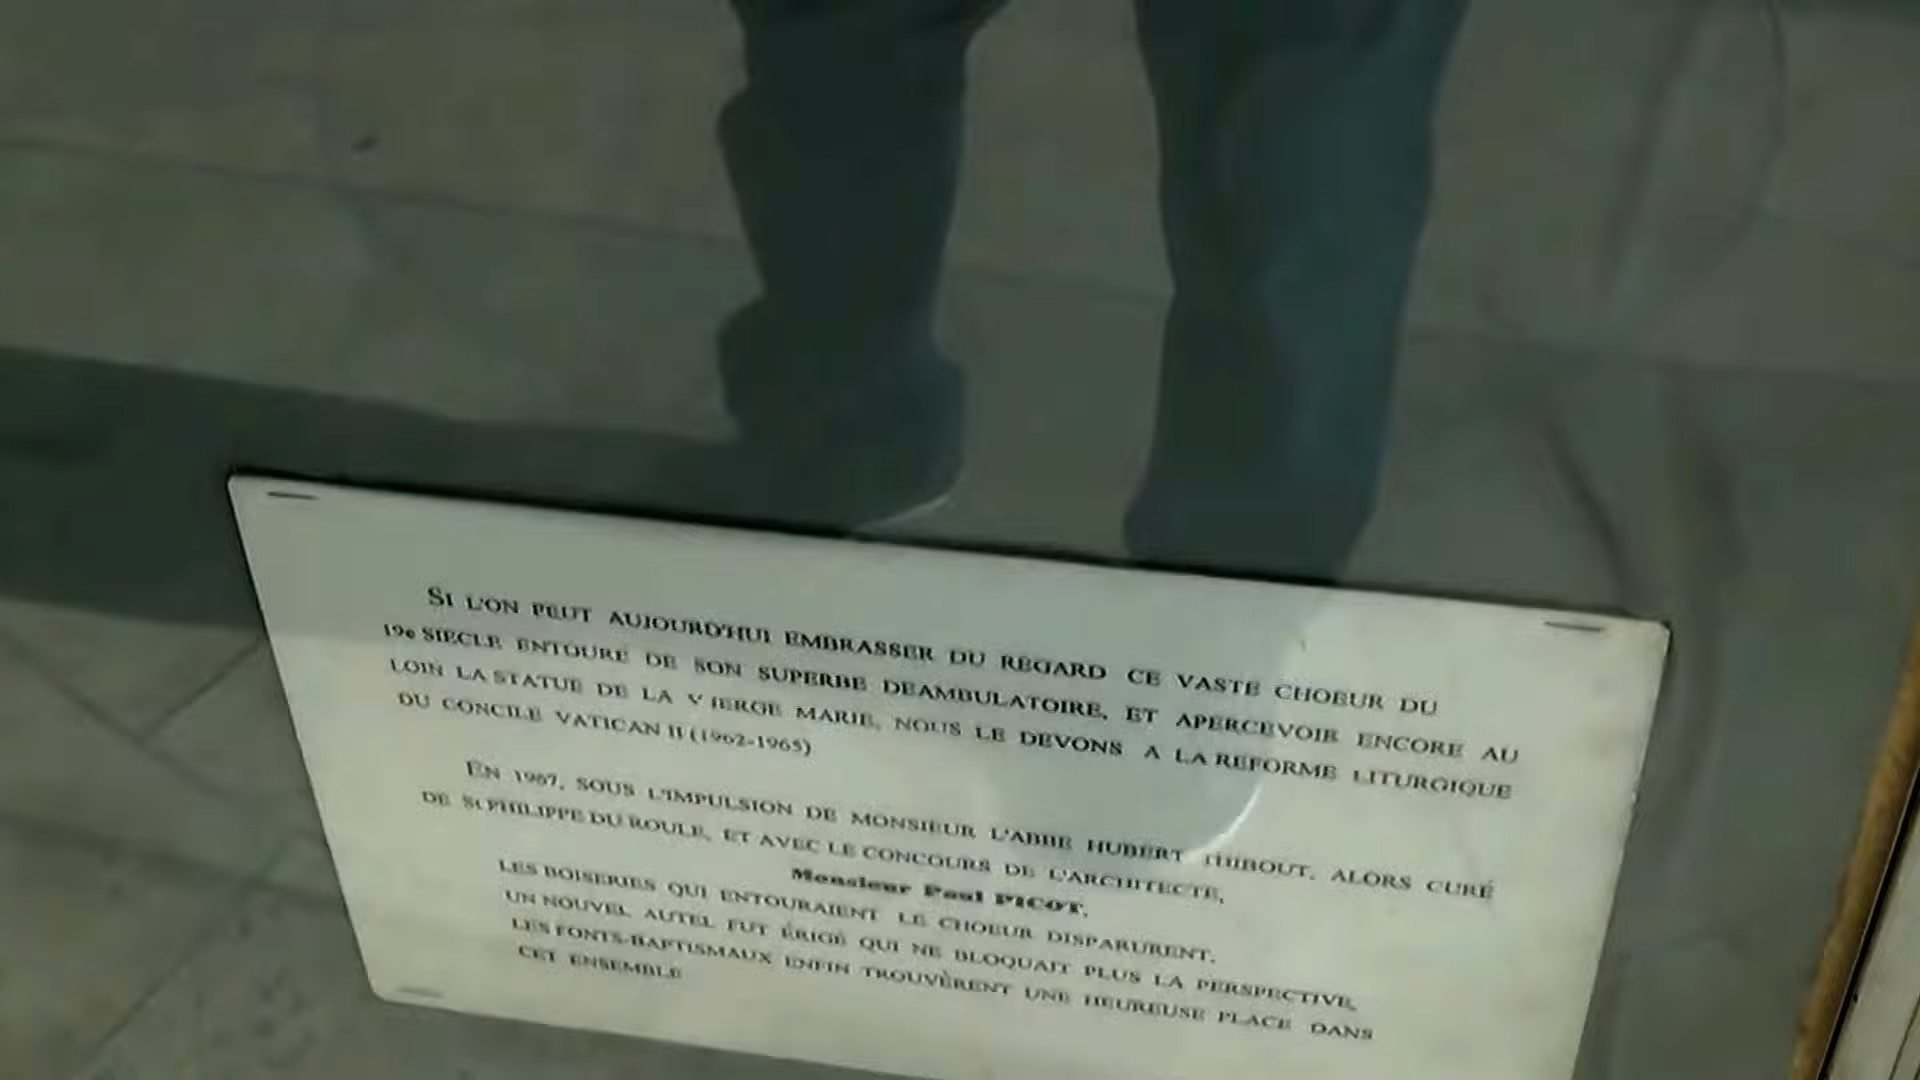 SI L'ON PEUT AUJOURD'HUI EMBRASSER DU REGARD CE VASTE CHOEUR DU
19e SIECLE ENTOURE DE SON SUPERBE DEAMBULATOIRE, ET APERCEVOIR ENCORE AU
LOIN LA STATUE DE LA VIERGE MARIE, NOUS LE DEVONS A LA REFORME LITURGIQUE
DU CONCILE VATICAN II (1962-1965)
EN 1967, SOUS L'IMPULSION DE MONSIEUR L'ABBE HUBERT THIBOUT, ALORS CURÉ
DE St PHILIPPE DU ROULE, ET AVEC LE CONCOURS DE L'ARCHITECTE,
Monsieur Paul PICOT,
LES BOISERIES QUI ENTOURAIENT LE CHOEUR DISPARURENT,
UN NOUVEL AUTEL FUT ÉRIGÉ QUI NE BLOQUAIT PLUS LA PERSPECTIVE,
LES FONTS-BAPTISMAUX ENFIN TROUVÈRENT UNE HEUREUSE PLACE DANS
CET ENSEMBLE